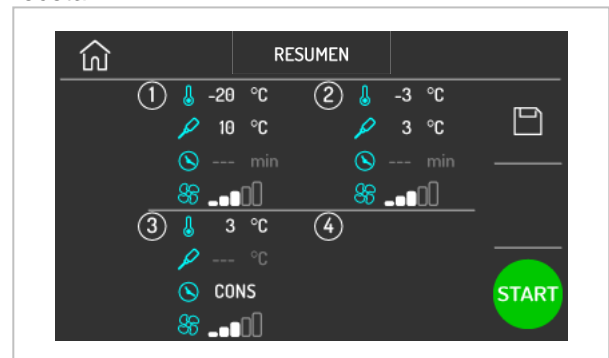 RESUMEN
1 -20 °C 2 -3 °C
10 °C 3 °C
--- min --- min
3 3 °C 4
--- °C
CONS
START